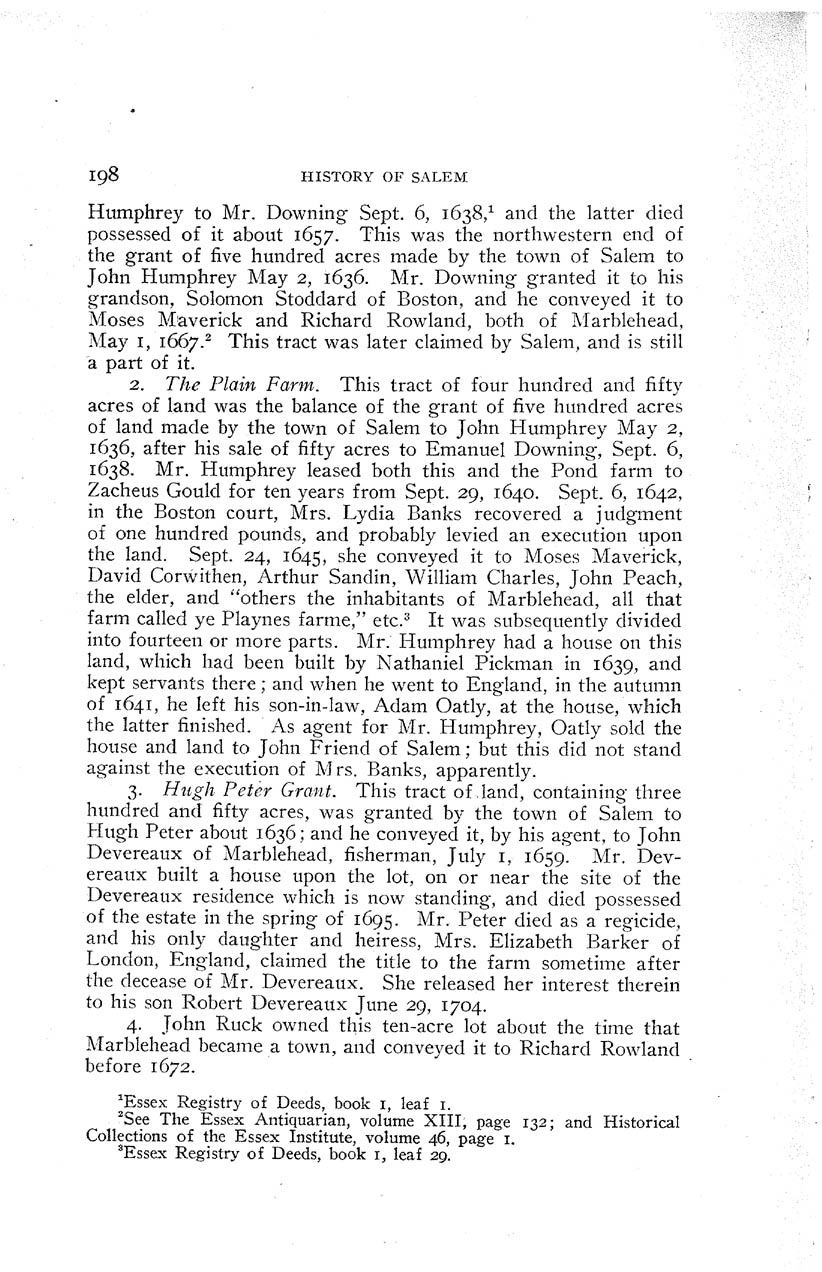 198 HISTORY OF SALEM
Humphrey to Mr. Downing Sept. 6, 1638,¹ and the latter died
possessed of it about 1657. This was the northwestern end of
the grant of five hundred acres made by the town of Salem to
John Humphrey May 2, 1636. Mr. Downing granted it to his
grandson, Solomon Stoddard of Boston, and he conveyed it to
Moses Maverick and Richard Rowland, both of Marblehead,
May 1, 1667.² This tract was later claimed by Salem, and is still
a part of it.
2. The Plain Farm. This tract of four hundred and fifty
acres of land was the balance of the grant of five hundred acres
of land made by the town of Salem to John Humphrey May 2,
1636, after his sale of fifty acres to Emanuel Downing, Sept. 6,
1638. Mr. Humphrey leased both this and the Pond farm to
Zacheus Gould for ten years from Sept. 29, 1640. Sept. 6, 1642,
in the Boston court, Mrs. Lydia Banks recovered a judgment
of one hundred pounds, and probably levied an execution upon
the land. Sept. 24, 1645, she conveyed it to Moses Maverick,
David Corwithen, Arthur Sandin, William Charles, John Peach,
the elder, and “others the inhabitants of Marblehead, all that
farm called ye Playnes farme,” etc.³ It was subsequently divided
into fourteen or more parts. Mr. Humphrey had a house on this
land, which had been built by Nathaniel Pickman in 1639, and
kept servants there; and when he went to England, in the autumn
of 1641, he left his son-in-law, Adam Oatly, at the house, which
the latter finished. As agent for Mr. Humphrey, Oatly sold the
house and land to John Friend of Salem; but this did not stand
against the execution of Mrs. Banks, apparently.
3. Hugh Peter Grant. This tract of land, containing three
hundred and fifty acres, was granted by the town of Salem to
Hugh Peter about 1636; and he conveyed it, by his agent, to John
Devereaux of Marblehead, fisherman, July 1, 1659. Mr. Dev-
ereaux built a house upon the lot, on or near the site of the
Devereaux residence which is now standing, and died possessed
of the estate in the spring of 1695. Mr. Peter died as a regicide,
and his only daughter and heiress, Mrs. Elizabeth Barker of
London, England, claimed the title to the farm sometime after
the decease of Mr. Devereaux. She released her interest therein
to his son Robert Devereaux June 29, 1704.
4. John Ruck owned this ten-acre lot about the time that
Marblehead became a town, and conveyed it to Richard Rowland
before 1672.
¹Essex Registry of Deeds, book 1, leaf 1.
²See The Essex Antiquarian, volume XIII, page 132; and Historical
Collections of the Essex Institute, volume 46, page 1.
³Essex Registry of Deeds, book 1, leaf 29.